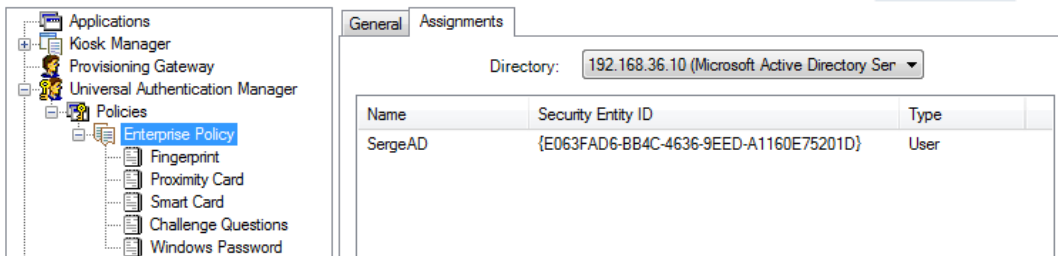 Applications
Kiosk Manager
Provisioning Gateway
Universal Authentication Manager
Policies
Enterprise Policy
Fingerprint
Proximity Card
Smart Card
Challenge Questions
Windows Password
General Assignments
Directory: 192.168.36.10 (Microsoft Active Directory Ser
Name Security Entity ID Type
SergeAD {E063FAD6-BB4C-4636-9EED-A1160E75201D} User